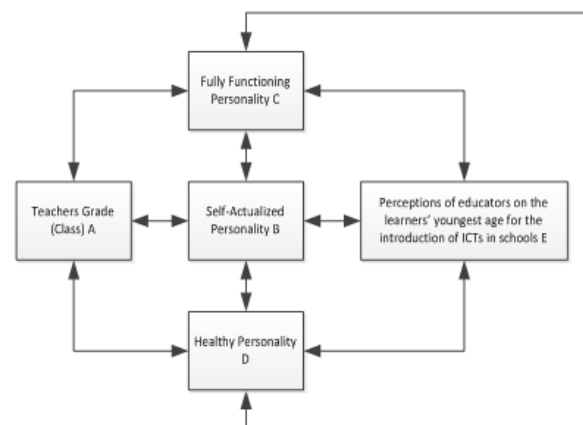 Fully Functioning
Personality C
Teachers Grade
(Class) A
Self-Actualized
Personality B
Perceptions of educators on the
learners' youngest age for the
introduction of ICTs in schools E
Healthy Personality
D